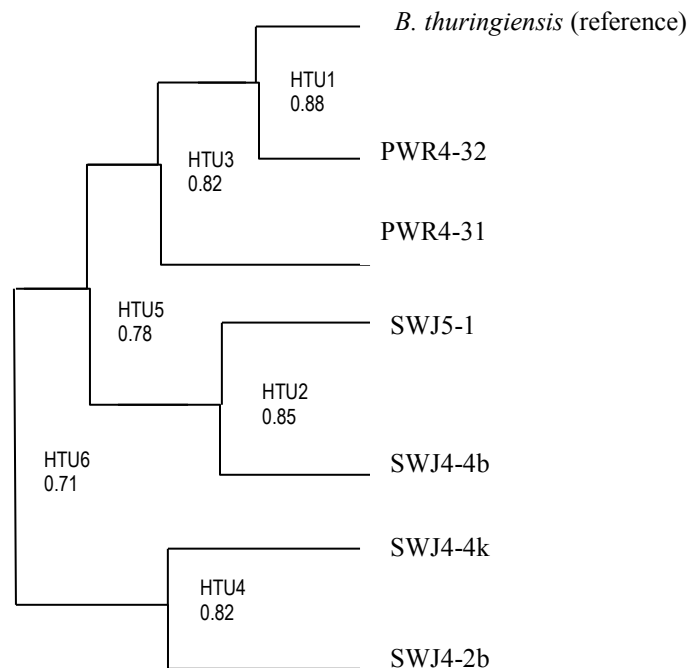 B. thuringiensis (reference)
HTU1
0.88
PWR4-32
HTU3
0.82
PWR4-31
HTU5
0.78
SWJ5-1
HTU2
0.85
HTU6
0.71
SWJ4-4b
SWJ4-4k
HTU4
0.82
SWJ4-2b